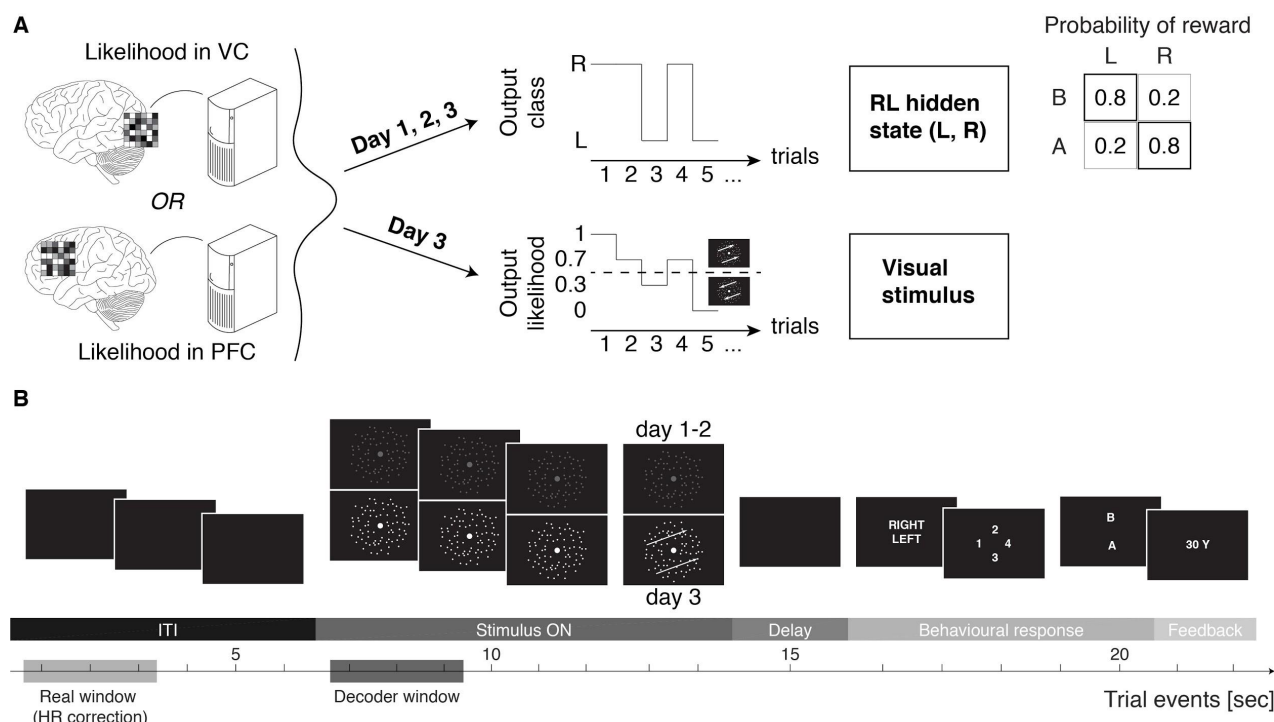 A
Likelihood in VC
OR
Likelihood in PFC
Day 1, 2, 3
Day 3
Output
class
R
L
1 2 3 4 5 ...
trials
RL hidden
state (L, R)
Probability of reward
L R
B 0.8 0.2
A 0.2 0.8
Output
likelihood
1
0.7
0.3
0
1 2 3 4 5 ...
trials
Visual
stimulus
B
day 1-2
day 3
RIGHT
LEFT
2
1 4
3
B
A
30 Y
ITI Stimulus ON Delay Behavioural response Feedback
5 10 15 20
Real window
(HR correction)
Decoder window
Trial events [sec]